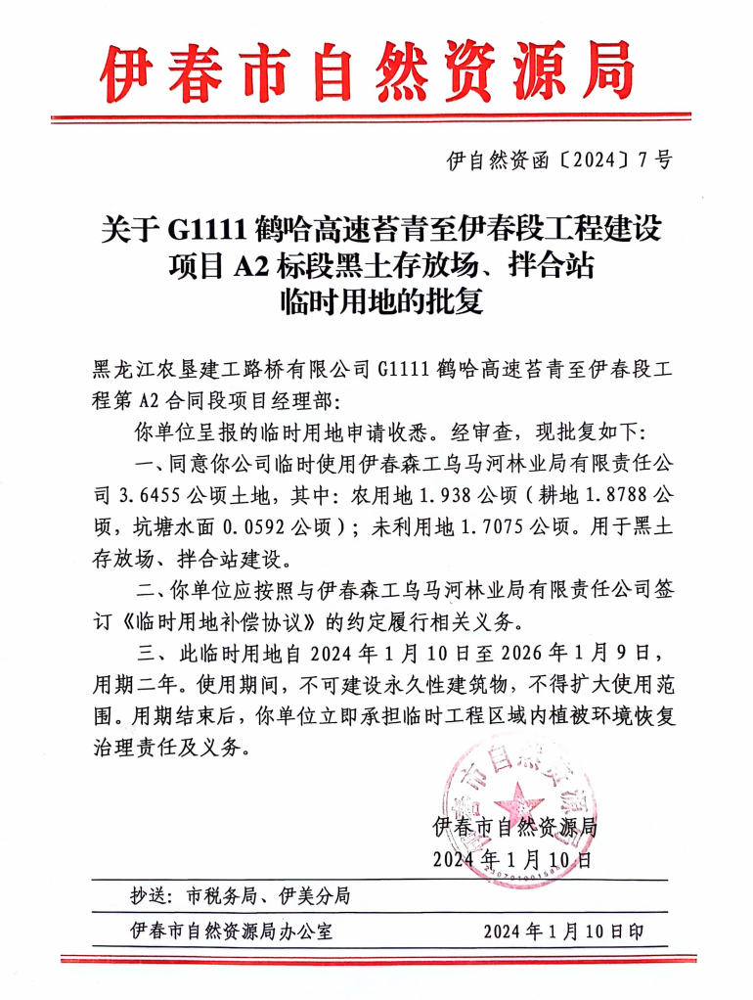 伊春市自然资源局
伊自然资函〔2024〕7号
关于 G1111 鹤哈高速苔青至伊春段工程建设
项目 A2 标段黑土存放场、拌合站
临时用地的批复
黑龙江农垦建工路桥有限公司 G1111 鹤哈高速苔青至伊春段工
程第 A2 合同段项目经理部：
你单位呈报的临时用地申请收悉。经审查，现批复如下：
一、同意你公司临时使用伊春森工乌马河林业局有限责任公
司 3.6455 公顷土地，其中：农用地 1.938 公顷（耕地 1.8788 公
顷，坑塘水面 0.0592 公顷）；未利用地 1.7075 公顷。用于黑土
存放场、拌合站建设。
二、你单位应按照与伊春森工乌马河林业局有限责任公司签
订《临时用地补偿协议》的约定履行相关义务。
三、此临时用地自 2024 年 1 月 10 日至 2026 年 1 月 9 日，
用期二年。使用期间，不可建设永久性建筑物，不得扩大使用范
围。用期结束后，你单位立即承担临时工程区域内植被环境恢复
治理责任及义务。
伊春市自然资源局
伊春市自然资源局
2024 年 1 月 10 日
抄送：市税务局、伊美分局
伊春市自然资源局办公室 2024 年 1 月 10 日印